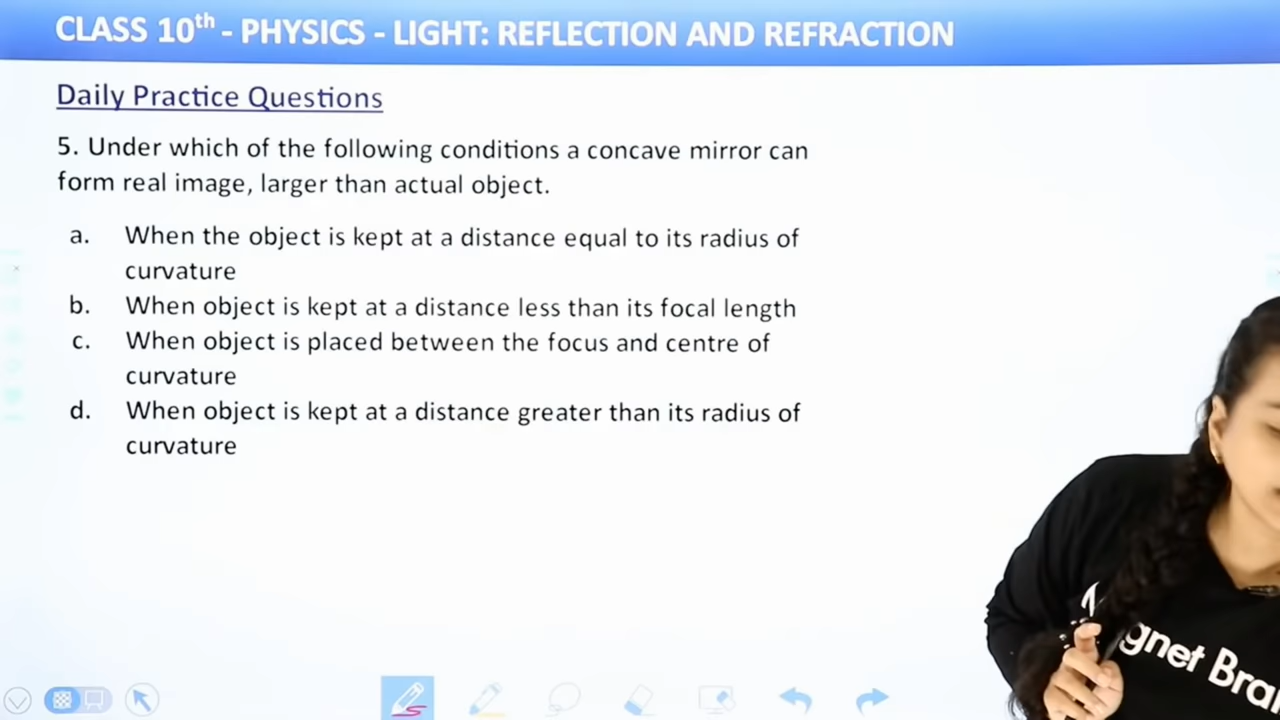 CLASS 10th - PHYSICS - LIGHT: REFLECTION AND REFRACTION
Daily Practice Questions
5. Under which of the following conditions a concave mirror can
form real image, larger than actual object.
a. When the object is kept at a distance equal to its radius of
curvature
b. When object is kept at a distance less than its focal length
c. When object is placed between the focus and centre of
curvature
d. When object is kept at a distance greater than its radius of
curvature
gnet Brai